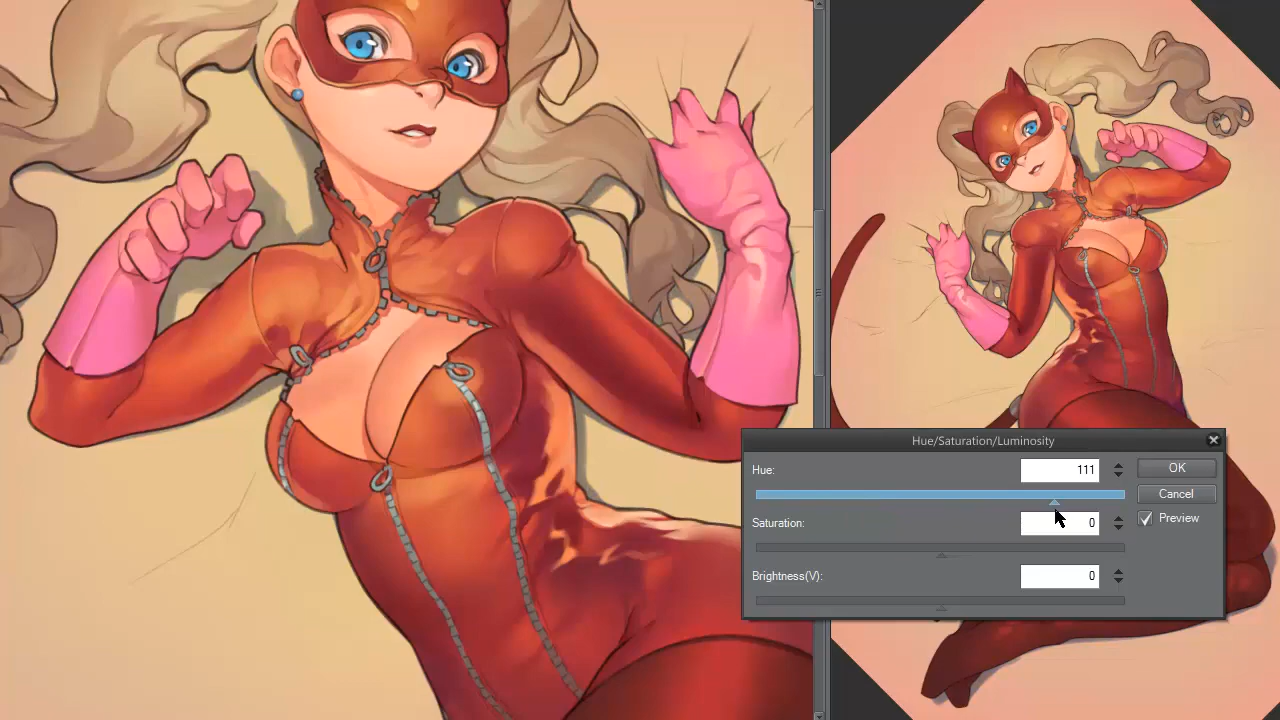 Hue/Saturation/Luminosity
Hue: 111 OK
Cancel
Saturation: 0 Preview
Brightness(V): 0